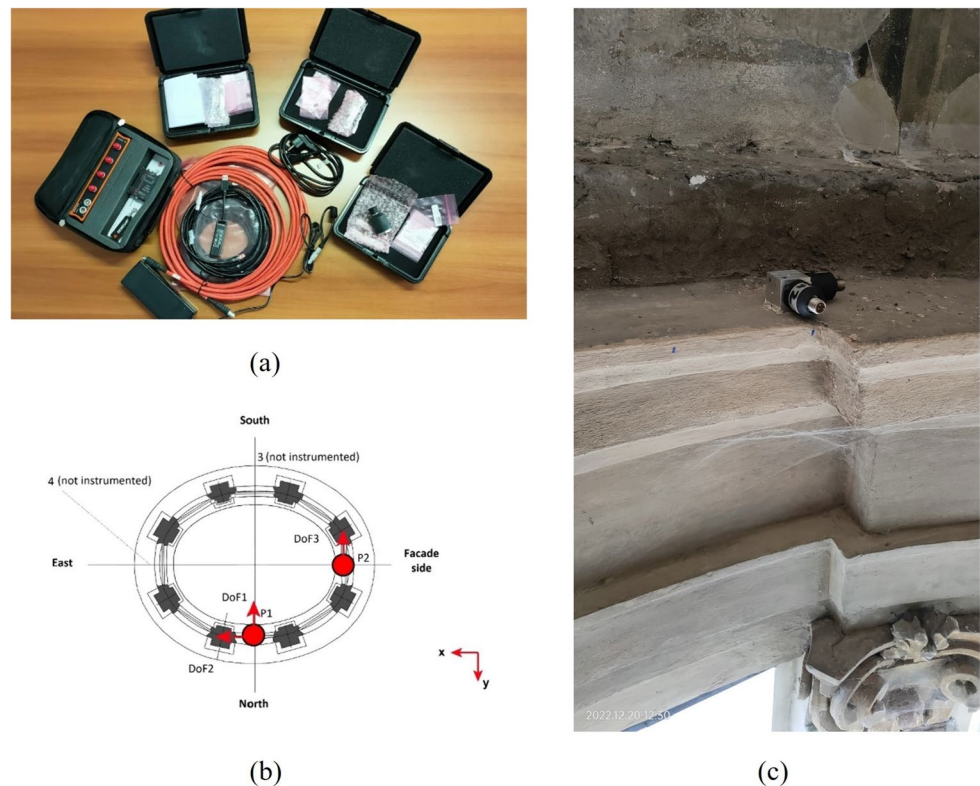 (a)
South
3 (not instrumented)
4 (not instrumented)
DoF3
East
P2
Facade
side
DoF1
P1
DoF2
x
y
North
(b)
2022.12.20 12:50
(c)